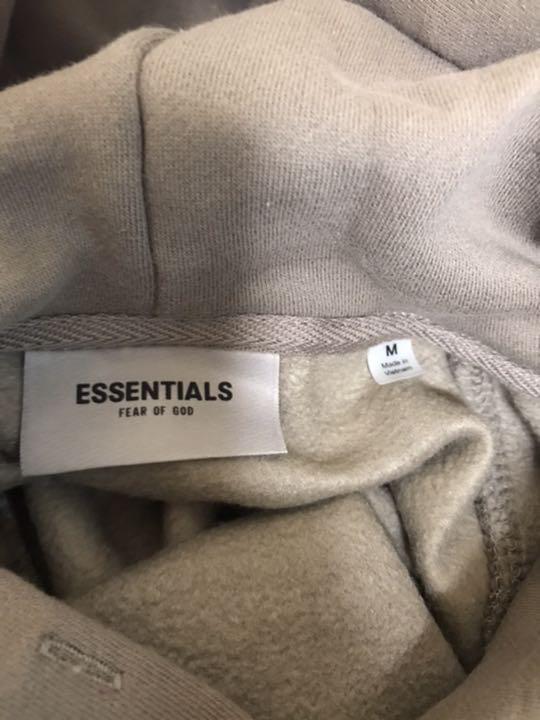 ESSENTIALS
FEAR OF GOD
M
Made in
Vietnam